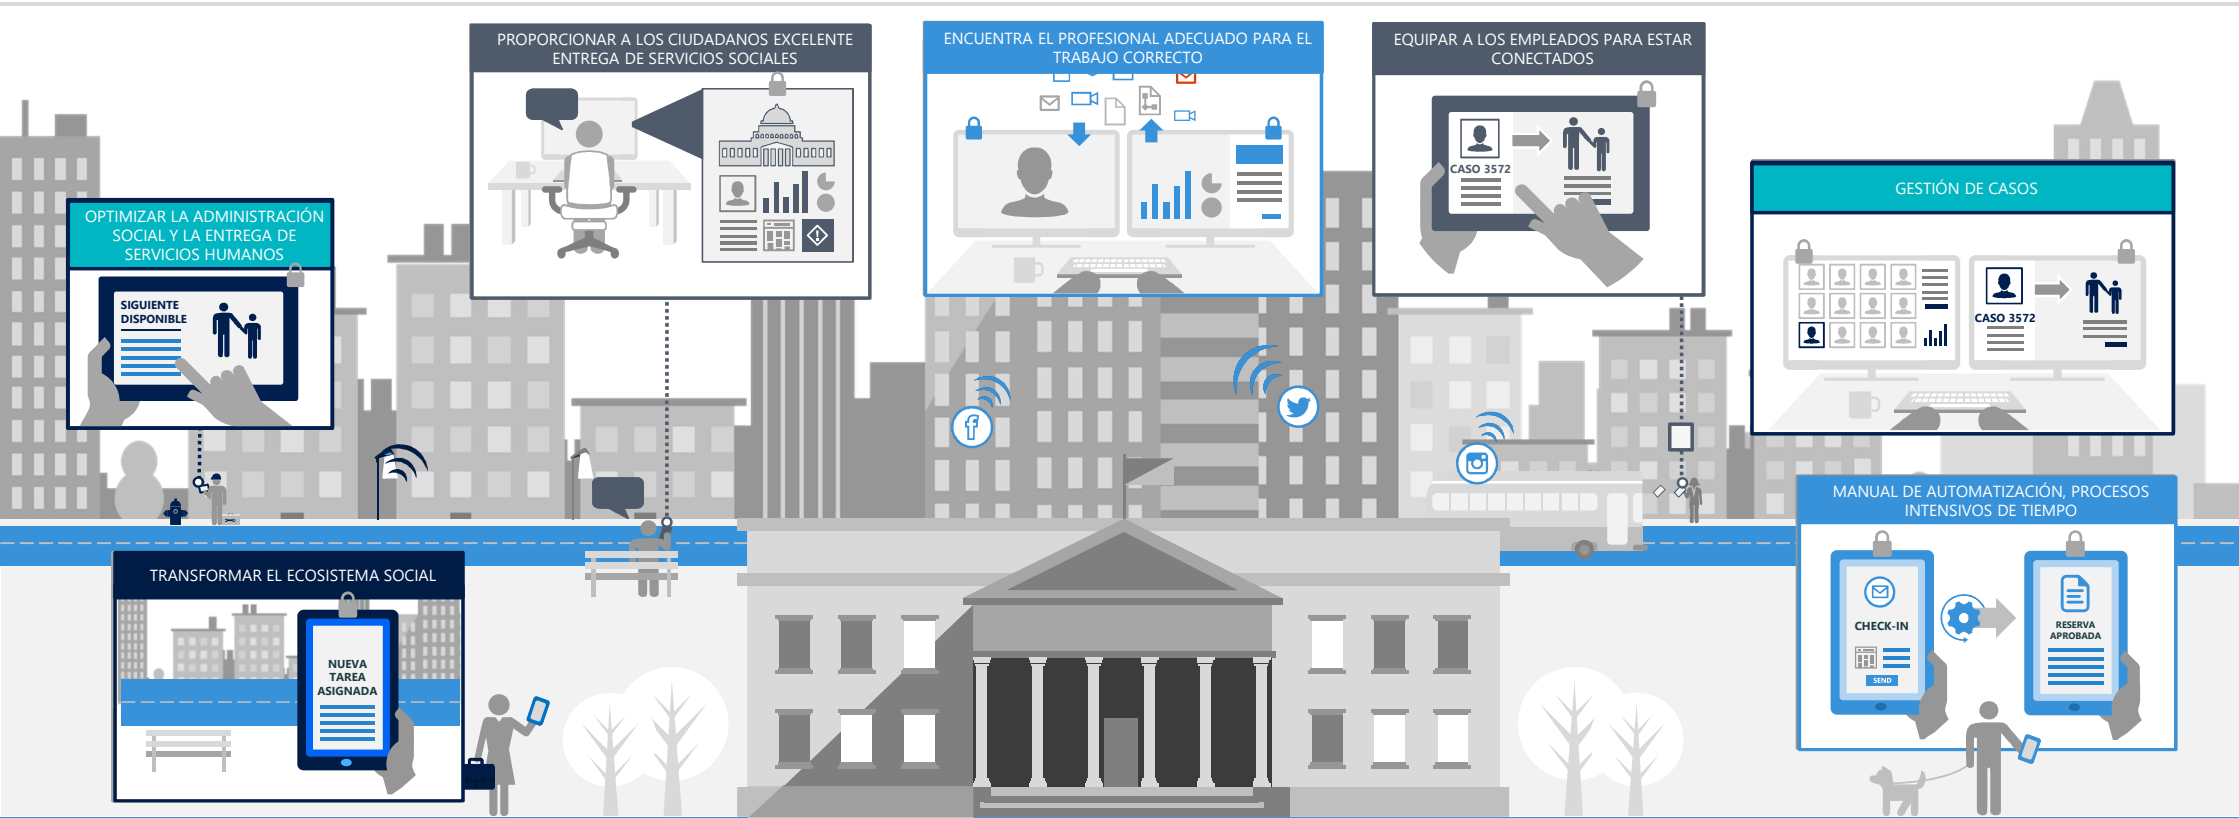 PROPORCIONAR A LOS CIUDADANOS EXCELENTE
ENTREGA DE SERVICIOS SOCIALES
ENCUENTRA EL PROFESIONAL ADECUADO PARA EL
TRABAJO CORRECTO
EQUIPAR A LOS EMPLEADOS PARA ESTAR
CONECTADOS
CASO 3572
GESTIÓN DE CASOS
CASO 3572
OPTIMIZAR LA ADMINISTRACIÓN
SOCIAL Y LA ENTREGA DE
SERVICIOS HUMANOS
SIGUIENTE
DISPONIBLE
MANUAL DE AUTOMATIZACIÓN, PROCESOS
INTENSIVOS DE TIEMPO
CHECK-IN
SEND
RESERVA
APROBADA
TRANSFORMAR EL ECOSISTEMA SOCIAL
NUEVA
TAREA
ASIGNADA